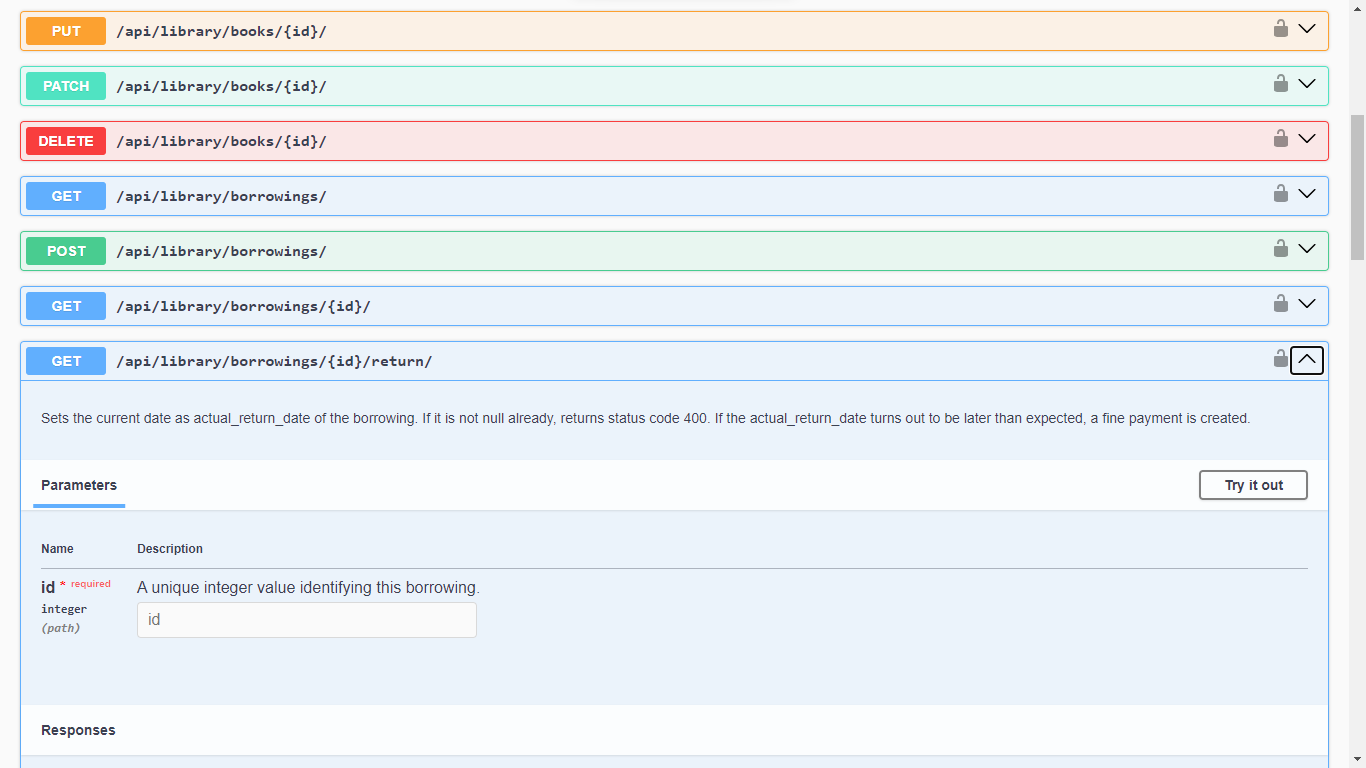 PUT /api/library/books/{id}/
PATCH /api/library/books/{id}/
DELETE /api/library/books/{id}/
GET /api/library/borrowings/
POST /api/library/borrowings/
GET /api/library/borrowings/{id}/
GET /api/library/borrowings/{id}/return/
Sets the current date as actual_return_date of the borrowing. If it is not null already, returns status code 400. If the actual_return_date turns out to be later than expected, a fine payment is created.
Parameters Try it out
Name Description
id * required A unique integer value identifying this borrowing.
integer id
(path)
Responses